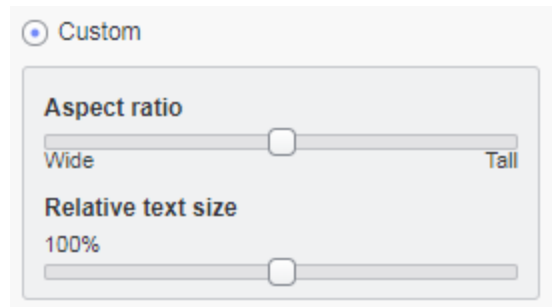 Custom
Aspect ratio
Wide Tall
Relative text size
100%